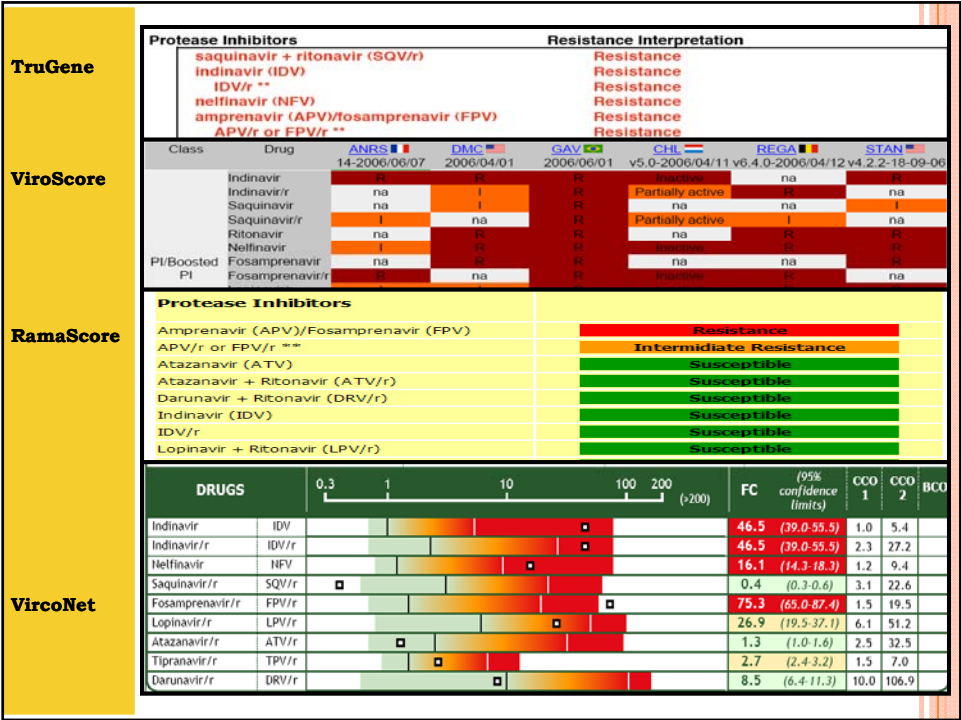 TruGene
Protease Inhibitors Resistance Interpretation
saquinavir + ritonavir (SQV/r) Resistance
indinavir (IDV) Resistance
IDV/r ** Resistance
nelfinavir (NFV) Resistance
amprenavir (APV)/fosamprenavir (FPV) Resistance
APV/r or FPV/r ** Resistance
ViroScore
Class Drug ANRS DMC GAV CHL REGA STAN
14-2006/06/07 2006/04/01 2006/06/01 v5.0-2006/04/11 v6.4.0-2006/04/12 v4.2.2-18-09-06
Indinavir R R R Inactive na R
Indinavir/r na I R Partially active R na
Saquinavir na I R na na I
Saquinavir/r I na R Partially active I na
Ritonavir na R R na R R
Nelfinavir I R R Inactive R R
PI/Boosted PI Fosamprenavir na R R na na R
Fosamprenavir/r R na R Inactive R na
RamaScore
Protease Inhibitors
Amprenavir (APV)/Fosamprenavir (FPV) Resistance
APV/r or FPV/r ** Intermidiate Resistance
Atazanavir (ATV) Susceptible
Atazanavir + Ritonavir (ATV/r) Susceptible
Darunavir + Ritonavir (DRV/r) Susceptible
Indinavir (IDV) Susceptible
IDV/r Susceptible
Lopinavir + Ritonavir (LPV/r) Susceptible
VircoNet
DRUGS 0.3 1 10 100 200 (>200) FC (95% confidence limits) CCO 1 CCO 2 BCO
Indinavir IDV 46.5 (39.0-55.5) 1.0 5.4
Indinavir/r IDV/r 46.5 (39.0-55.5) 2.3 27.2
Nelfinavir NFV 16.1 (14.3-18.3) 1.2 9.4
Saquinavir/r SQV/r 0.4 (0.3-0.6) 3.1 22.6
Fosamprenavir/r FPV/r 75.3 (65.0-87.4) 1.5 19.5
Lopinavir/r LPV/r 26.9 (19.5-37.1) 6.1 51.2
Atazanavir/r ATV/r 1.3 (1.0-1.6) 2.5 32.5
Tipranavir/r TPV/r 2.7 (2.4-3.2) 1.5 7.0
Darunavir/r DRV/r 8.5 (6.4-11.3) 10.0 106.9